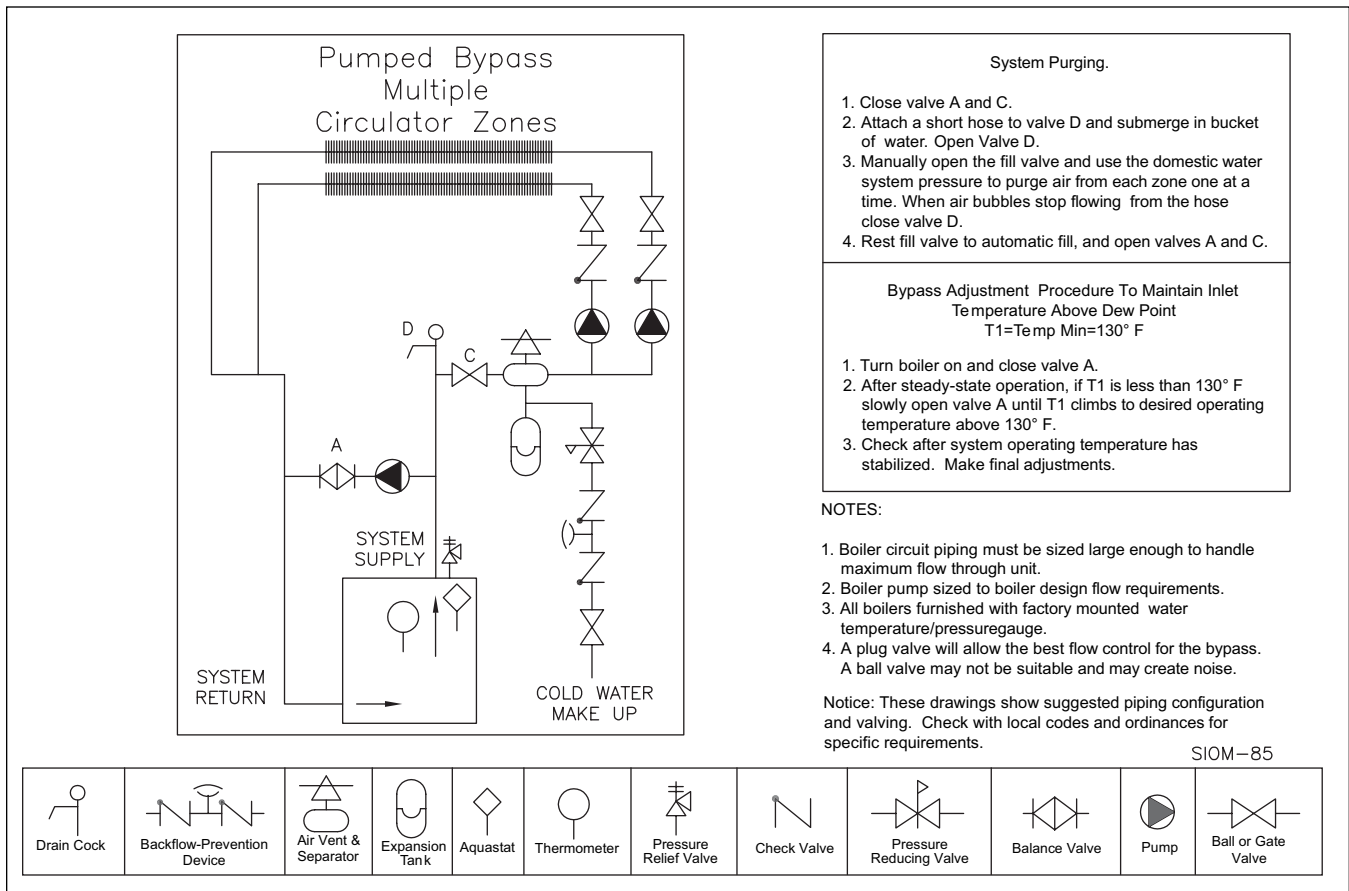 Pumped Bypass
Multiple
Circulator Zones
D
C
A
SYSTEM
SUPPLY
SYSTEM
RETURN
COLD WATER
MAKE UP
System Purging.
1. Close valve A and C.
2. Attach a short hose to valve D and submerge in bucket
of water. Open Valve D.
3. Manually open the fill valve and use the domestic water
system pressure to purge air from each zone one at a
time. When air bubbles stop flowing from the hose
close valve D.
4. Rest fill valve to automatic fill, and open valves A and C.
Bypass Adjustment Procedure To Maintain Inlet
Temperature Above Dew Point
T1=Temp Min=130° F
1. Turn boiler on and close valve A.
2. After steady-state operation, if T1 is less than 130° F
slowly open valve A until T1 climbs to desired operating
temperature above 130° F.
3. Check after system operating temperature has
stabilized. Make final adjustments.
NOTES:
1. Boiler circuit piping must be sized large enough to handle
maximum flow through unit.
2. Boiler pump sized to boiler design flow requirements.
3. All boilers furnished with factory mounted water
temperature/pressuregauge.
4. A plug valve will allow the best flow control for the bypass.
A ball valve may not be suitable and may create noise.
Notice: These drawings show suggested piping configuration
and valving. Check with local codes and ordinances for
specific requirements.
SIOM-85
Drain Cock
Backflow-Prevention
Device
Air Vent &
Separator
Expansion
Tank
Aquastat
Thermometer
Pressure
Relief Valve
Check Valve
Pressure
Reducing Valve
Balance Valve
Pump
Ball or Gate
Valve